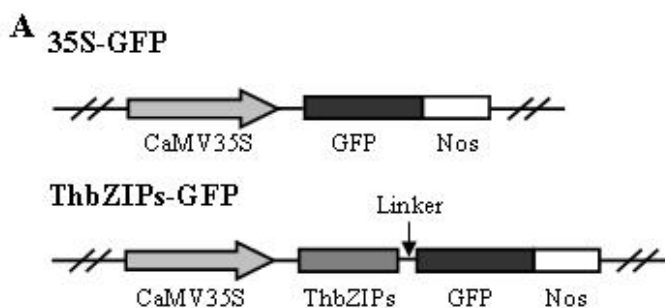 A 35S-GFP
CaMV35S GFP Nos
ThbZIPs-GFP
Linker
CaMV35S ThbZIPs GFP Nos